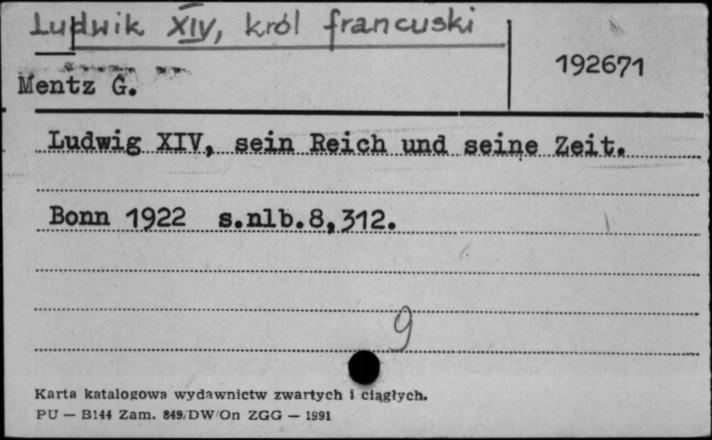 Ludwik XIV, król francuski
192671
Mentz G.
Ludwig XIV, sein Reich und seine Zeit.
Bonn 1922 s.nlb.8,312.
9
Karta katalogowa wydawnictw zwartych i ciągłych.
PU — B144 Zam. 849/DW/On ZGG — 1991